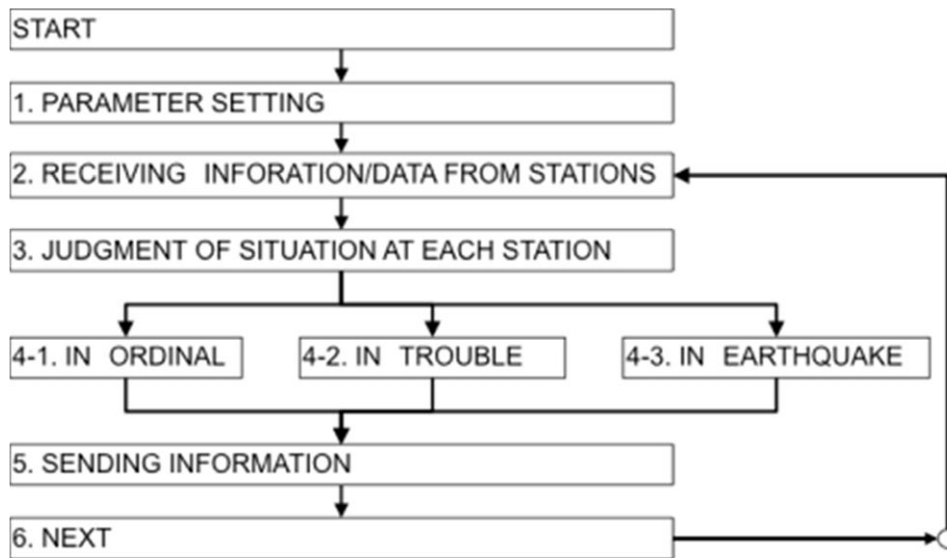 START
1. PARAMETER SETTING
2. RECEIVING INFORATION/DATA FROM STATIONS
3. JUDGMENT OF SITUATION AT EACH STATION
4-1. IN ORDINAL
4-2. IN TROUBLE
4-3. IN EARTHQUAKE
5. SENDING INFORMATION
6. NEXT